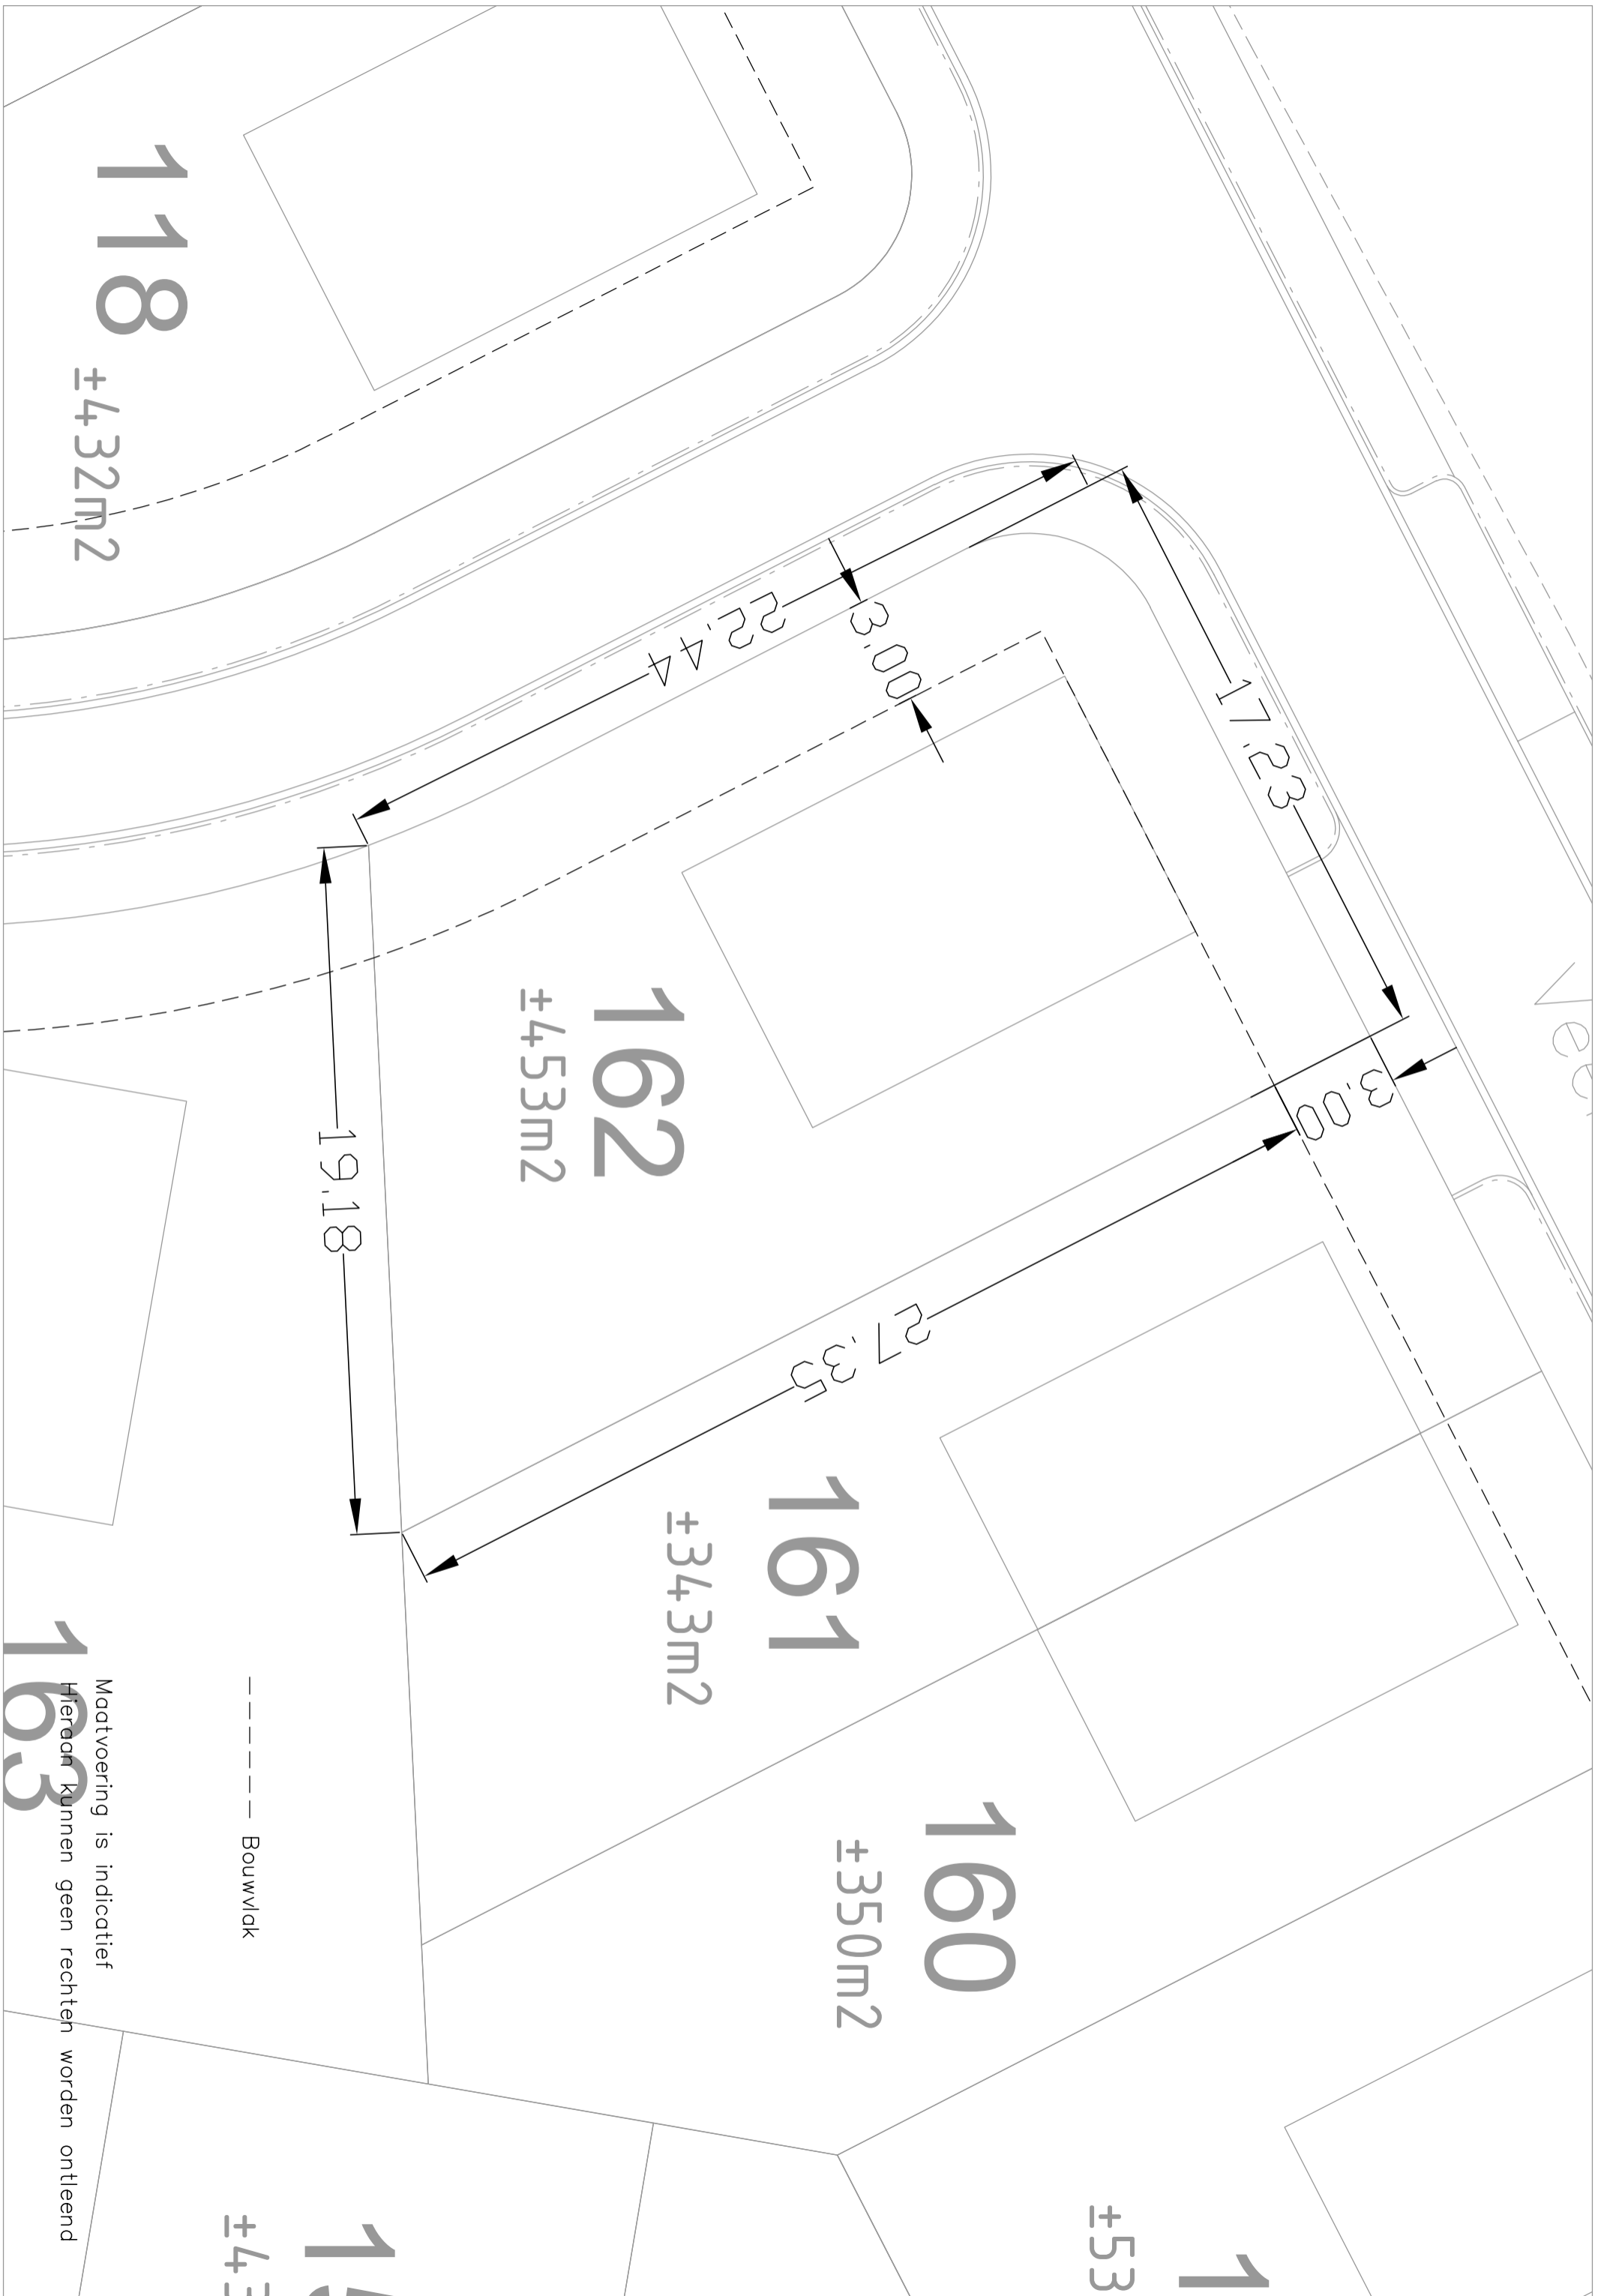 118
±432m2
22.44
3.00
17.23
3.00
162
±453m2
19.18
27.35
161
±343m2
160
±350m2
163
Bouwvlak
Maatvoering is indicatief
Hieraan kunnen geen rechten worden ontleend